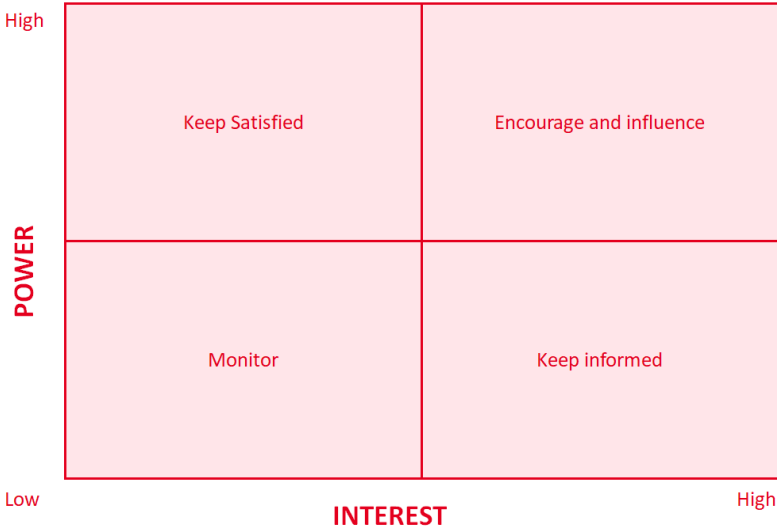 High
Keep Satisfied
Encourage and influence
POWER
Monitor
Keep informed
Low
INTEREST
High